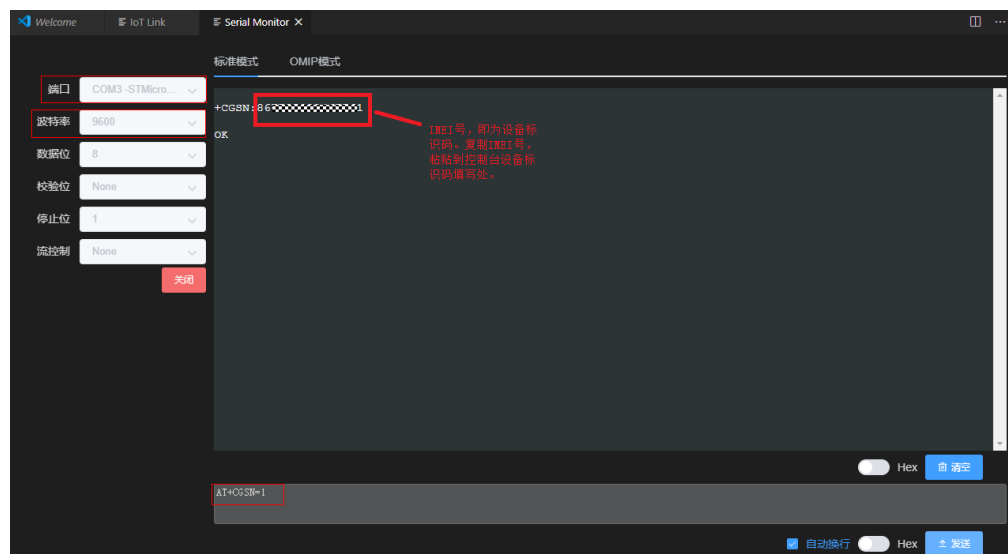 Welcome
IoT Link
Serial Monitor
标准模式
OMIP模式
端口
COM3 -STMicro...
波特率
9600
数据位
8
校验位
None
停止位
1
流控制
None
关闭
+CGSN:86
1
OK
IMEI号，即为设备标
识码。复制IMEI号，
粘贴到控制台设备标
识码填写处。
Hex
清空
AT+CGSN=1
自动换行
Hex
发送